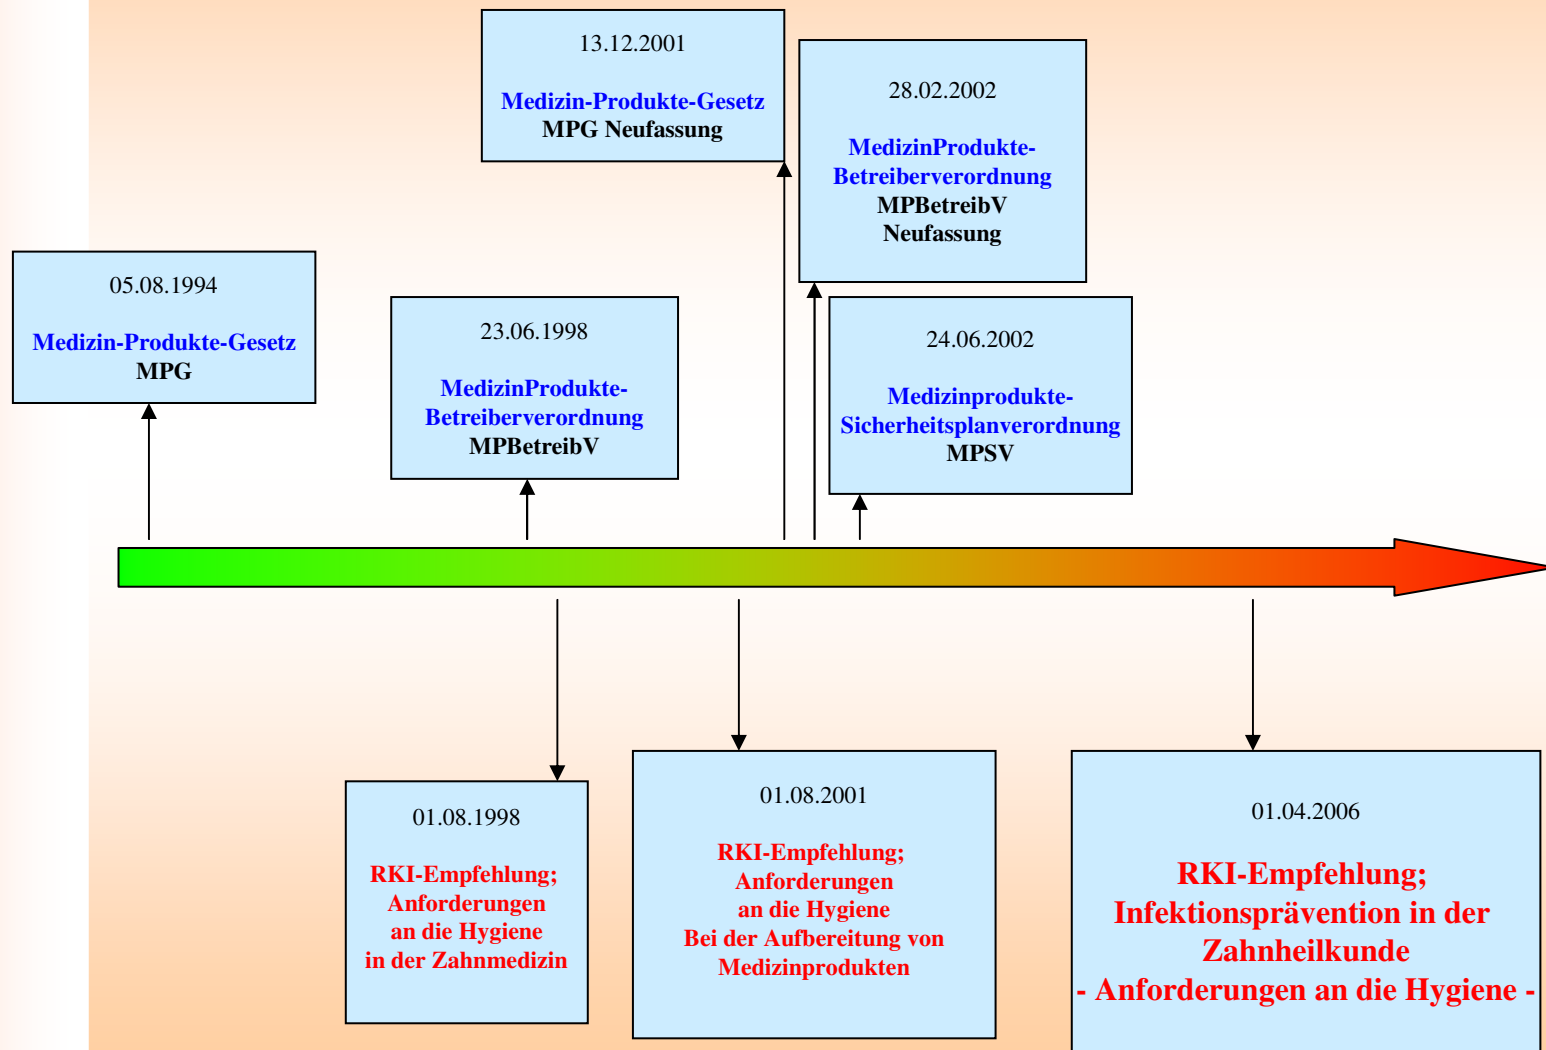 13.12.2001
Medizin-Produkte-Gesetz
MPG Neufassung
28.02.2002
MedizinProdukte-
Betreiberverordnung
MPBetreibV
Neufassung
05.08.1994
Medizin-Produkte-Gesetz
MPG
23.06.1998
MedizinProdukte-
Betreiberverordnung
MPBetreibV
24.06.2002
Medizinprodukte-
Sicherheitsplanverordnung
MPSV
01.08.1998
RKI-Empfehlung;
Anforderungen
an die Hygiene
in der Zahnmedizin
01.08.2001
RKI-Empfehlung;
Anforderungen
an die Hygiene
Bei der Aufbereitung von
Medizinprodukten
01.04.2006
RKI-Empfehlung;
Infektionsprävention in der
Zahnheilkunde
- Anforderungen an die Hygiene -